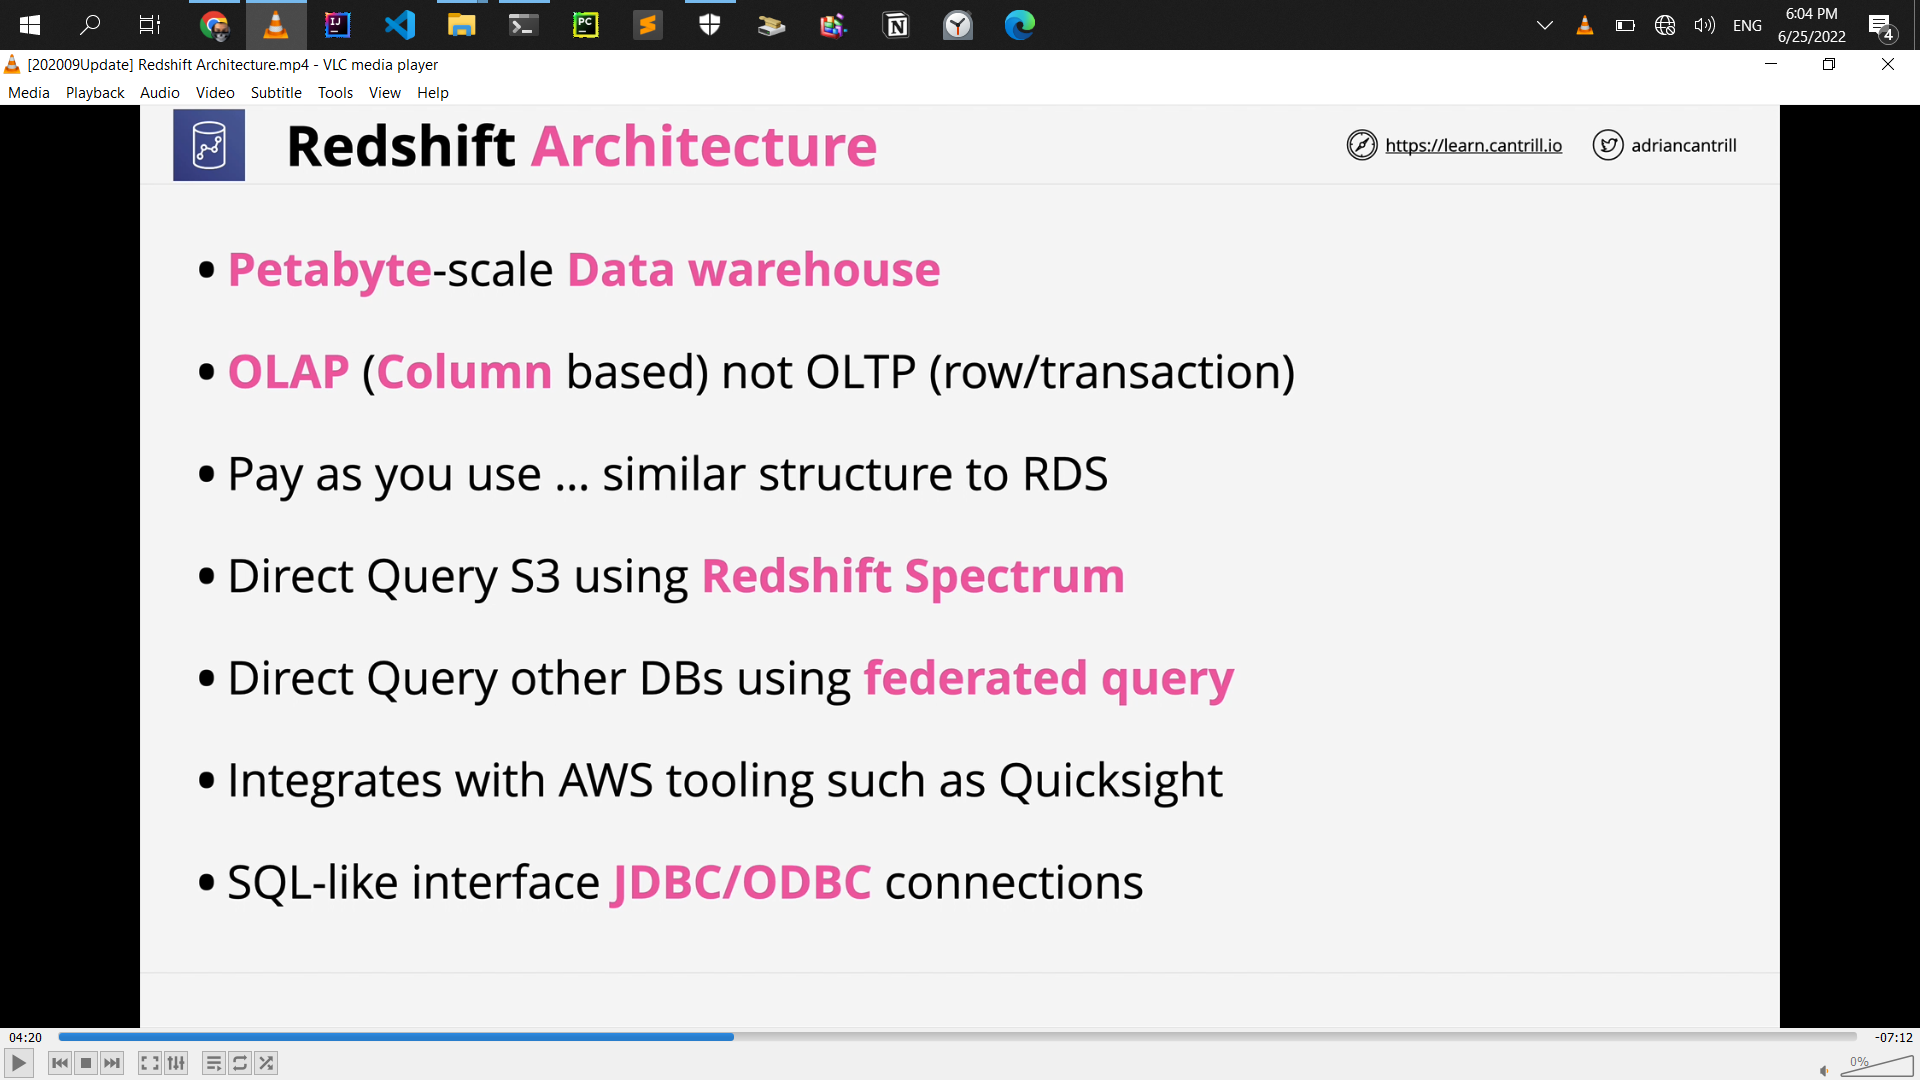 ENG
6:04 PM
6/25/2022
4
[202009Update] Redshift Architecture.mp4 - VLC media player
Media Playback Audio Video Subtitle Tools View Help
Redshift Architecture
https://learn.cantrill.io
adriancantrill
• Petabyte-scale Data warehouse
• OLAP (Column based) not OLTP (row/transaction)
• Pay as you use ... similar structure to RDS
• Direct Query S3 using Redshift Spectrum
• Direct Query other DBs using federated query
• Integrates with AWS tooling such as Quicksight
• SQL-like interface JDBC/ODBC connections
04:20
-07:12
0%